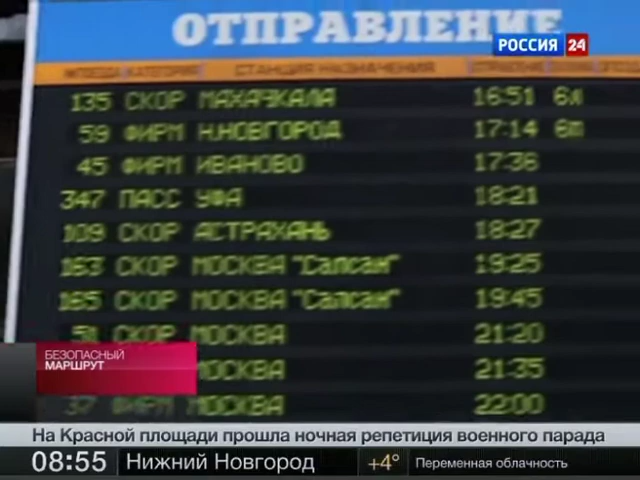 ОТПРАВЛЕНИЕ
РОССИЯ 24
СТАНЦИЯ НАЗНАЧЕНИЯ
135 СКОР МАХАЧКАЛА 16:51 6л
59 ФИРМ Н.НОВГОРОД 17:14 6п
45 ФИРМ ИВАНОВО 17:36
347 ПАСС УФА 18:21
109 СКОР АСТРАХАНЬ 18:27
163 СКОР МОСКВА "Сапсан" 19:25
165 СКОР МОСКВА "Сапсан" 19:45
51 СКОР МОСКВА 21:20
МОСКВА 21:35
37 ФИРМ МОСКВА 22:00
БЕЗОПАСНЫЙ
МАРШРУТ
На Красной площади прошла ночная репетиция военного парада
08:55 Нижний Новгород +4° Переменная облачность